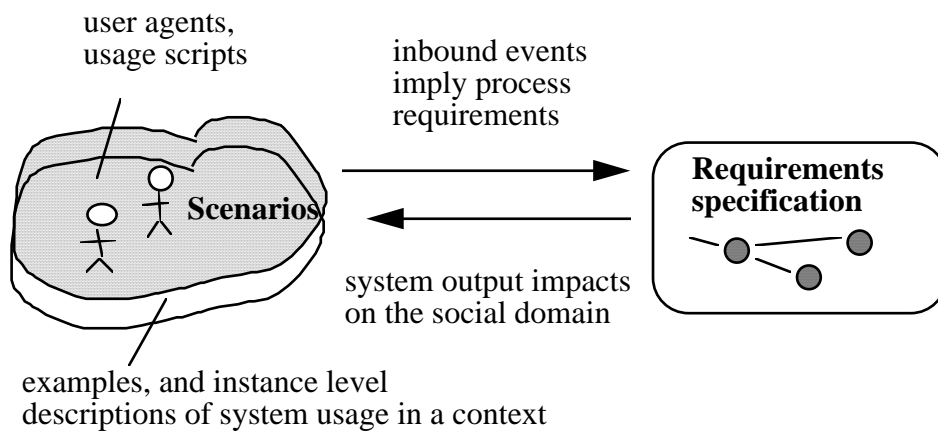 user agents,
usage scripts
inbound events
imply process
requirements
Scenarios
Requirements
specification
system output impacts
on the social domain
examples, and instance level
descriptions of system usage in a context